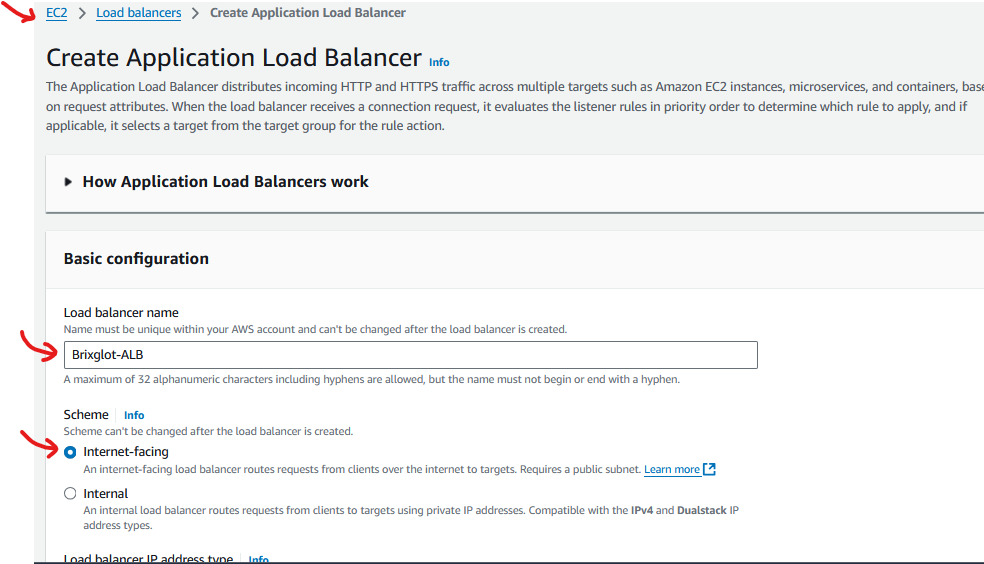 EC2 > Load balancers > Create Application Load Balancer
Create Application Load Balancer Info
The Application Load Balancer distributes incoming HTTP and HTTPS traffic across multiple targets such as Amazon EC2 instances, microservices, and containers, base
on request attributes. When the load balancer receives a connection request, it evaluates the listener rules in priority order to determine which rule to apply, and if
applicable, it selects a target from the target group for the rule action.
How Application Load Balancers work
Basic configuration
Load balancer name
Name must be unique within your AWS account and can't be changed after the load balancer is created.
Brixglot-ALB
A maximum of 32 alphanumeric characters including hyphens are allowed, but the name must not begin or end with a hyphen.
Scheme Info
Scheme can't be changed after the load balancer is created.
Internet-facing
An internet-facing load balancer routes requests from clients over the internet to targets. Requires a public subnet. Learn more
Internal
An internal load balancer routes requests from clients to targets using private IP addresses. Compatible with the IPv4 and Dualstack IP
address types.
Load balancer IP address type Info